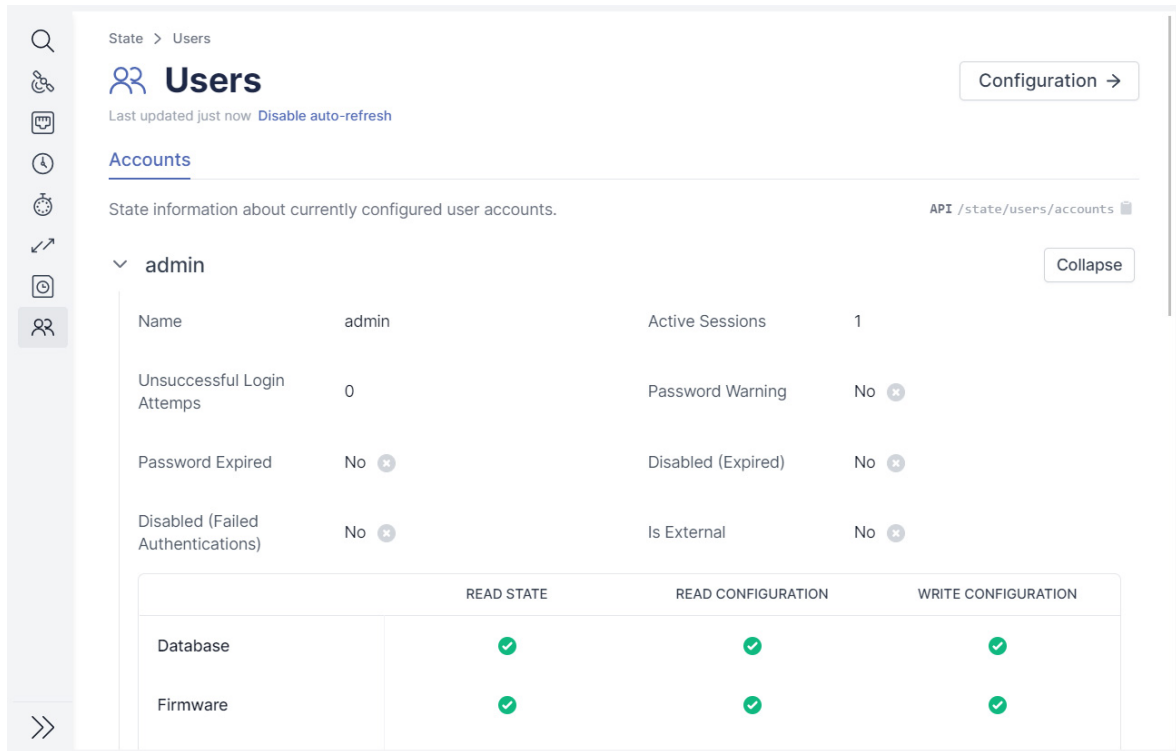 State > Users
Users
Configuration →
Last updated just now Disable auto-refresh
Accounts
State information about currently configured user accounts.
API /state/users/accounts
admin
Collapse
Name admin Active Sessions 1
Unsuccessful Login
Attemps 0 Password Warning No
Password Expired No Disabled (Expired) No
Disabled (Failed
Authentications) No Is External No
READ STATE READ CONFIGURATION WRITE CONFIGURATION
Database
Firmware